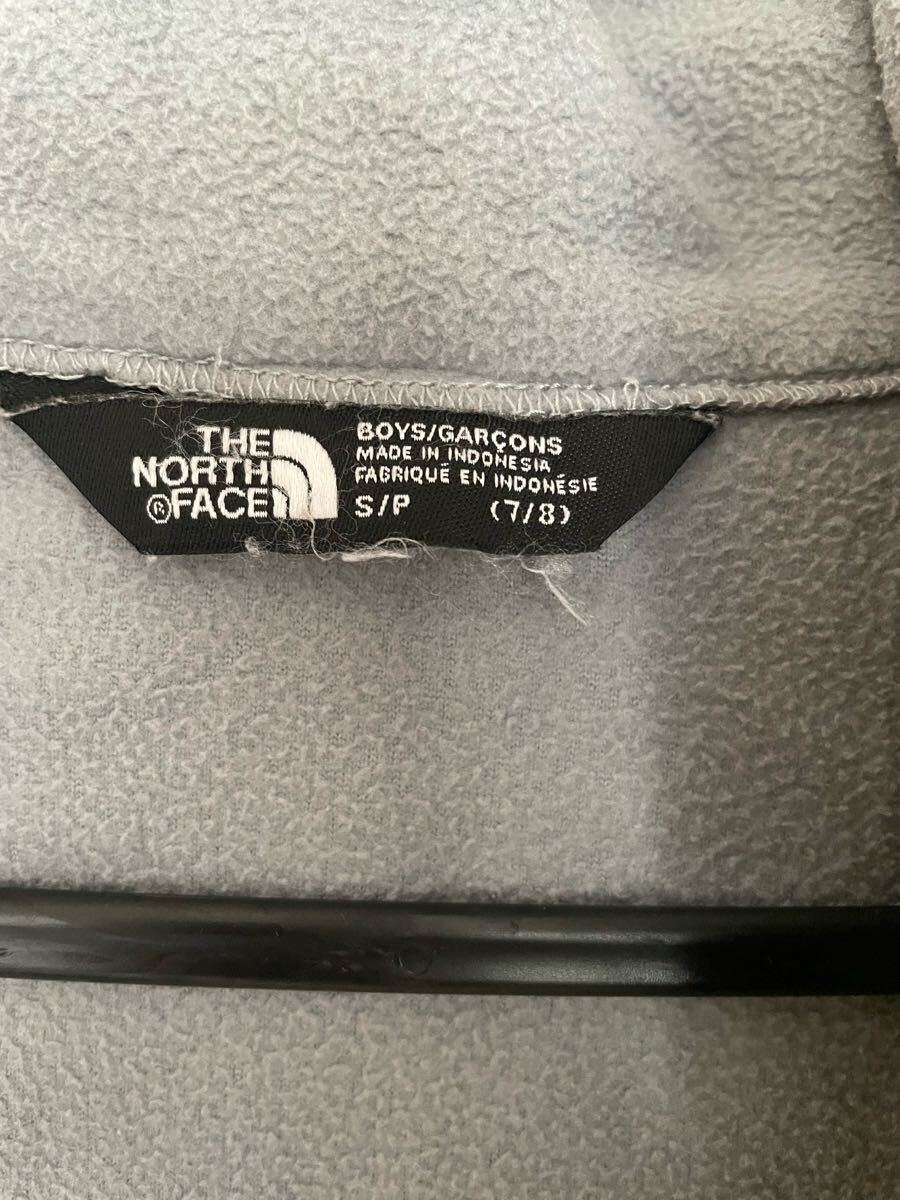 THE
NORTH
®FACE
BOYS/GARÇONS
MADE IN INDONESIA
FABRIQUÉ EN INDONÉSIE
S/P (7/8)